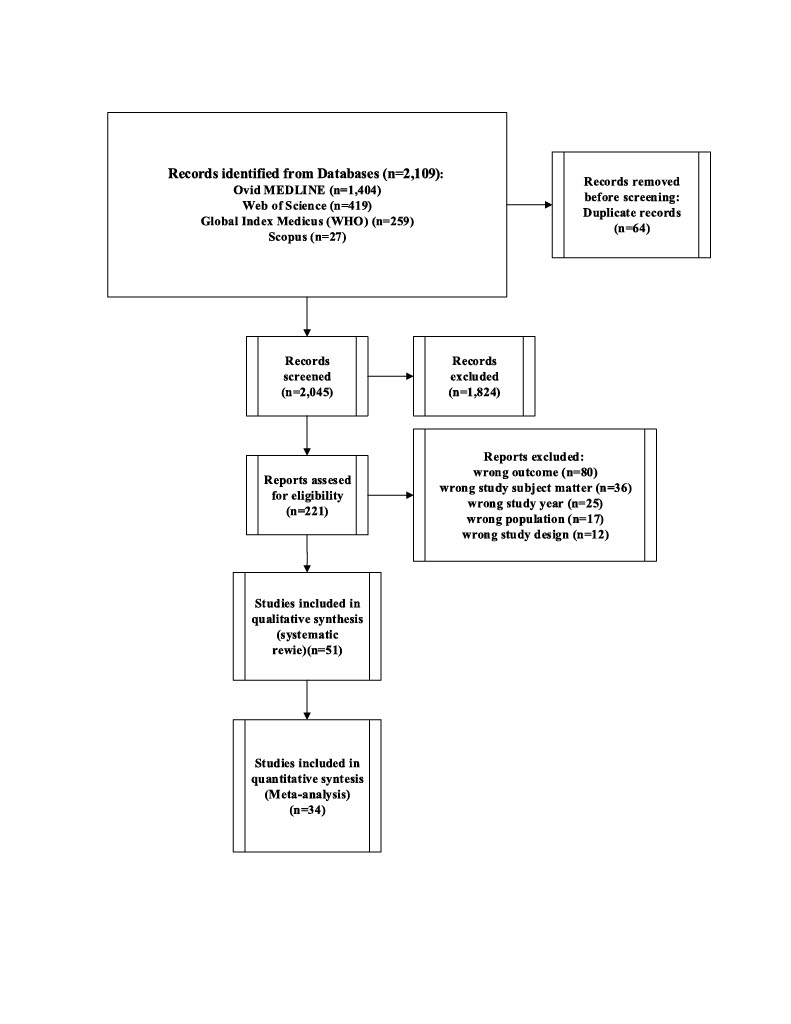 Records identified from Databases (n=2,109):
Ovid MEDLINE (n=1,404)
Web of Science (n=419)
Global Index Medicus (WHO) (n=259)
Scopus (n=27)
Records removed
before screening:
Duplicate records
(n=64)
Records
screened
(n=2,045)
Records
excluded
(n=1,824)
Reports assesed
for eligibility
(n=221)
Reports excluded:
wrong outcome (n=80)
wrong study subject matter (n=36)
wrong study year (n=25)
wrong population (n=17)
wrong study design (n=12)
Studies included in
qualitative synthesis
(systematic
rewie)(n=51)
Studies included in
quantitative syntesis
(Meta-analysis)
(n=34)